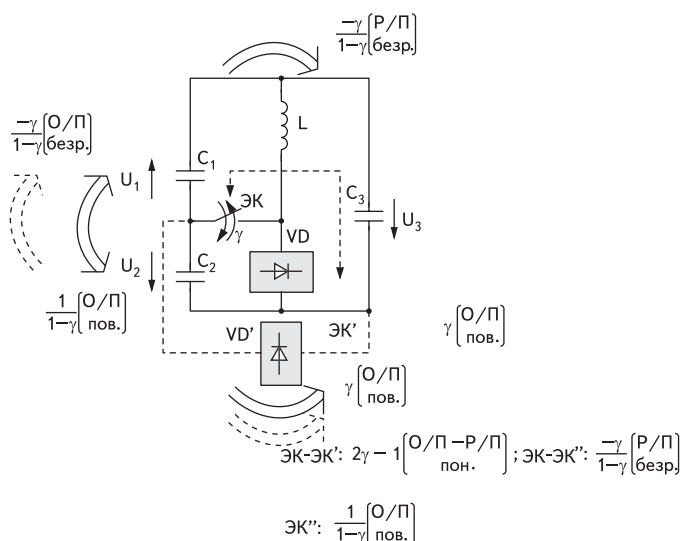 −γ/1−γ [Р/П безр.]
L
−γ/1−γ [О/П безр.]
C₁
U₁
ЭК
C₃
U₃
γ
VD
C₂
U₂
1/1−γ [О/П пов.]
VD'
ЭК'
γ [О/П пов.]
γ [О/П пов.]
ЭК-ЭК': 2γ − 1 [О/П −Р/П пон.] ; ЭК-ЭК'': −γ/1−γ [Р/П безр.]
ЭК'': 1/1−γ [О/П пов.]